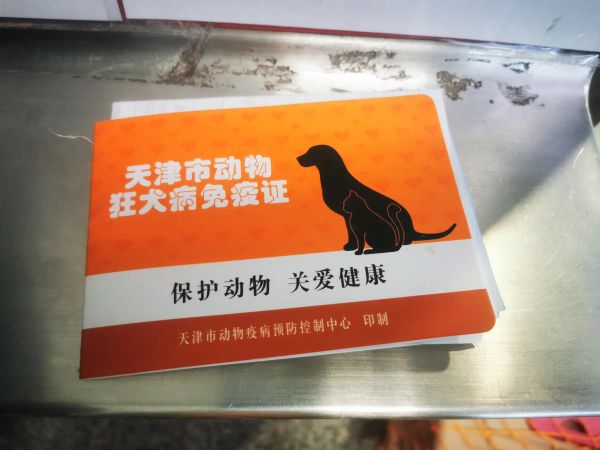 天津市动物
狂犬病免疫证
保护动物 关爱健康
天津市动物疫病预防控制中心 印制